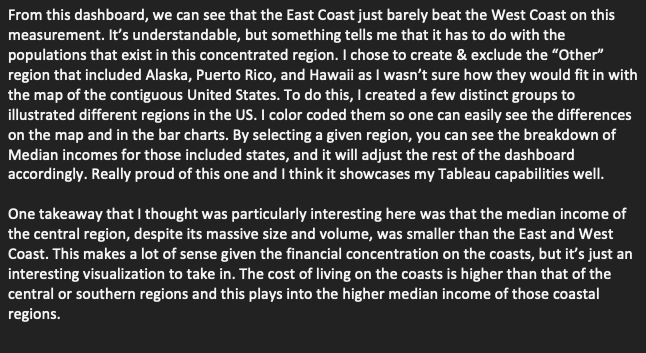 From this dashboard, we can see that the East Coast just barely beat the West Coast on this
measurement. It's understandable, but something tells me that it has to do with the
populations that exist in this concentrated region. I chose to create & exclude the "Other"
region that included Alaska, Puerto Rico, and Hawaii as I wasn't sure how they would fit in with
the map of the contiguous United States. To do this, I created a few distinct groups to
illustrated different regions in the US. I color coded them so one can easily see the differences
on the map and in the bar charts. By selecting a given region, you can see the breakdown of
Median incomes for those included states, and it will adjust the rest of the dashboard
accordingly. Really proud of this one and I think it showcases my Tableau capabilities well.

One takeaway that I thought was particularly interesting here was that the median income of
the central region, despite its massive size and volume, was smaller than the East and West
Coast. This makes a lot of sense given the financial concentration on the coasts, but it's just an
interesting visualization to take in. The cost of living on the coasts is higher than that of the
central or southern regions and this plays into the higher median income of those coastal
regions.